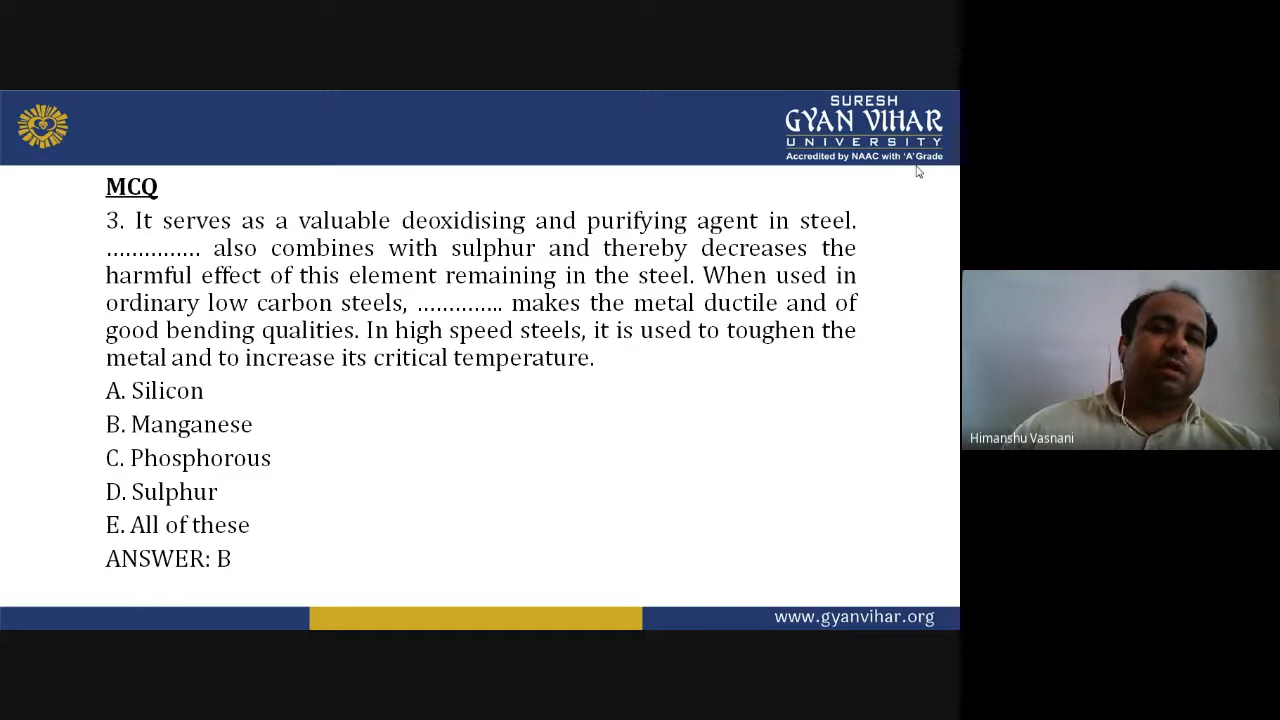 SURESH
GYAN VIHAR
UNIVERSITY
Accredited by NAAC with 'A' Grade
MCQ
3. It serves as a valuable deoxidising and purifying agent in steel.
…………… also combines with sulphur and thereby decreases the
harmful effect of this element remaining in the steel. When used in
ordinary low carbon steels, ………….. makes the metal ductile and of
good bending qualities. In high speed steels, it is used to toughen the
metal and to increase its critical temperature.
A. Silicon
B. Manganese
C. Phosphorous
D. Sulphur
E. All of these
ANSWER: B
Himanshu Vasnani
www.gyanvihar.org